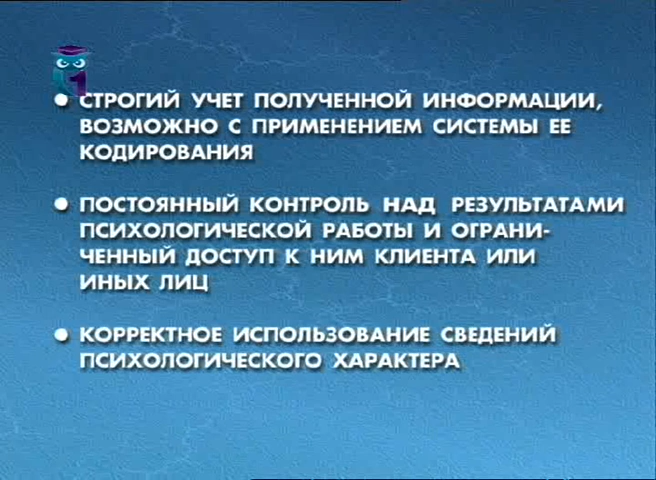 1
• СТРОГИЙ УЧЕТ ПОЛУЧЕННОЙ ИНФОРМАЦИИ,
ВОЗМОЖНО С ПРИМЕНЕНИЕМ СИСТЕМЫ ЕЕ
КОДИРОВАНИЯ
• ПОСТОЯННЫЙ КОНТРОЛЬ НАД РЕЗУЛЬТАТАМИ
ПСИХОЛОГИЧЕСКОЙ РАБОТЫ И ОГРАНИ-
ЧЕННЫЙ ДОСТУП К НИМ КЛИЕНТА ИЛИ
ИНЫХ ЛИЦ
• КОРРЕКТНОЕ ИСПОЛЬЗОВАНИЕ СВЕДЕНИЙ
ПСИХОЛОГИЧЕСКОГО ХАРАКТЕРА